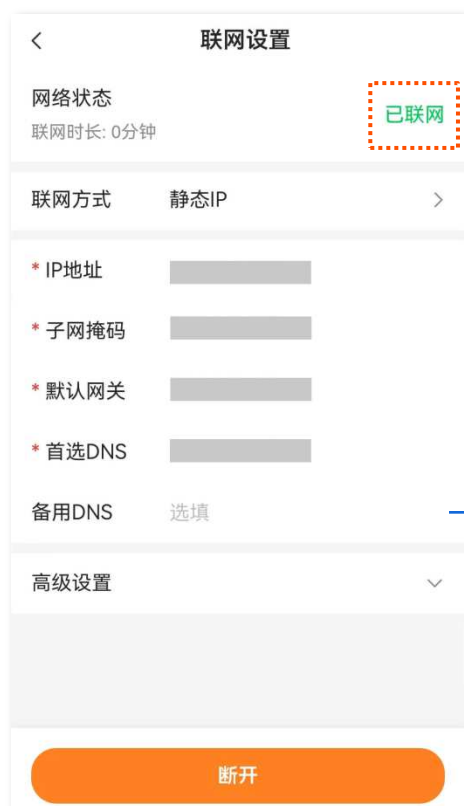 联网设置
网络状态
已联网
联网时长: 0分钟
联网方式 静态IP
* IP地址
* 子网掩码
* 默认网关
* 首选DNS
备用DNS 选填
高级设置
断开